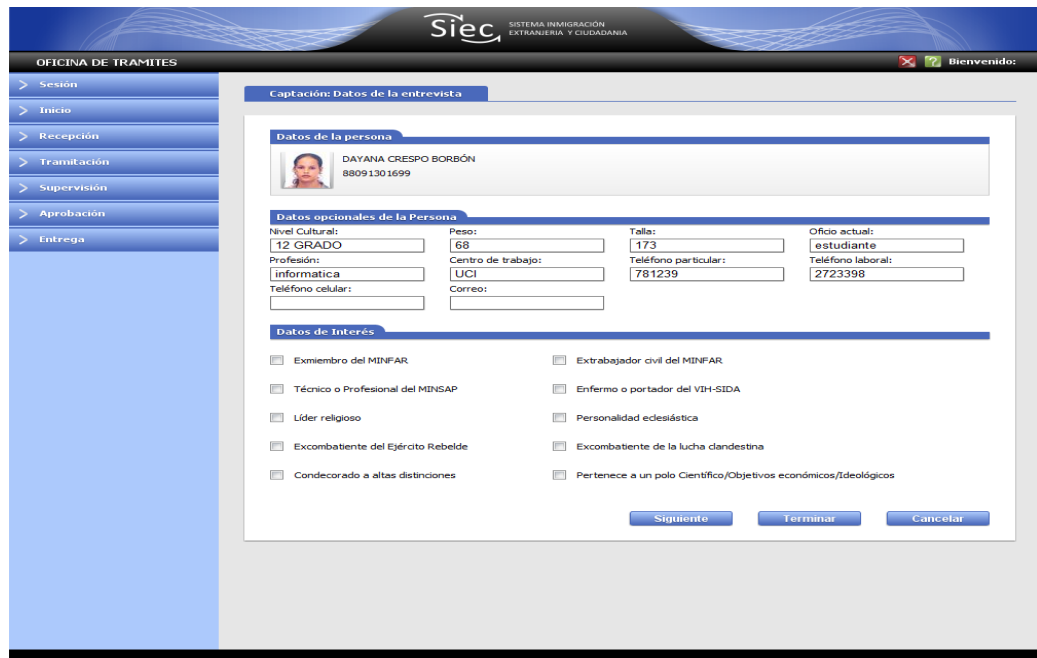 Siec SISTEMA INMIGRACIÓN
EXTRANJERIA Y CIUDADANIA
OFICINA DE TRAMITES
Bienvenido:
Sesión
Inicio
Recepción
Tramitación
Supervisión
Aprobación
Entrega
Captación: Datos de la entrevista
Datos de la persona
DAYANA CRESPO BORBÓN
88091301699
Datos opcionales de la Persona
Nivel Cultural: Peso: Talla: Oficio actual:
12 GRADO 68 173 estudiante
Profesión: Centro de trabajo: Teléfono particular: Teléfono laboral:
informatica UCI 781239 2723398
Teléfono celular: Correo:
Datos de Interés
Exmiembro del MINFAR Extrabajador civil del MINFAR
Técnico o Profesional del MINSAP Enfermo o portador del VIH-SIDA
Líder religioso Personalidad eclesiástica
Excombatiente del Ejército Rebelde Excombatiente de la lucha clandestina
Condecorado a altas distinciones Pertenece a un polo Científico/Objetivos económicos/Ideológicos
Siguiente Terminar Cancelar